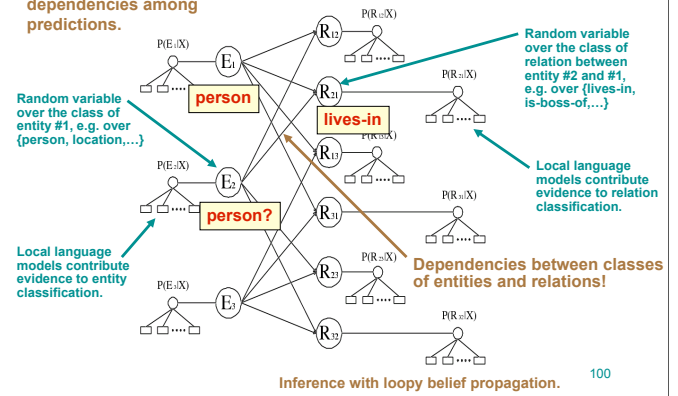 dependencies among
predictions.
P(E₁|X)
E₁
person
R₁₂
P(R₁₂|X)
Random variable
over the class of
relation between
entity #2 and #1,
e.g. over {lives-in,
is-boss-of,…}
Random variable
over the class of
entity #1, e.g. over
{person, location,…}
R₂₁
P(R₂₁|X)
lives-in
R₁₃
P(R₁₃|X)
P(E₂|X)
E₂
person?
Local language
models contribute
evidence to relation
classification.
R₃₁
P(R₃₁|X)
Local language
models contribute
evidence to entity
classification.
Dependencies between classes
of entities and relations!
R₂₃
P(R₂₃|X)
P(E₃|X)
E₃
R₃₂
P(R₃₂|X)
Inference with loopy belief propagation.
100